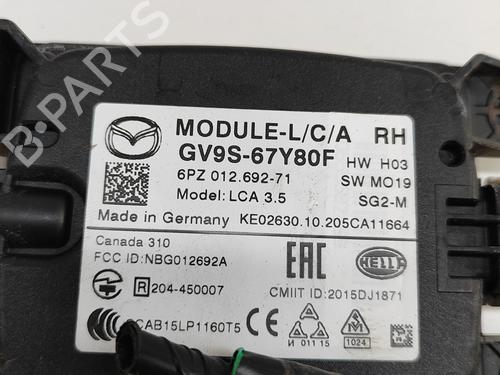 MODULE-L/C/A RH
GV9S-67Y80F HW H03
6PZ 012.692-71 SW MO19
Model: LCA 3.5 SG2-M
Made in Germany KE02630.10.205CA11664
Canada 310
FCC ID:NBG012692A
EAC
HELLA
R 204-450007
CMIIT ID:2015DJ1871
CAB15LP1160T5 CE
И 011 15
1024
B-PARTS